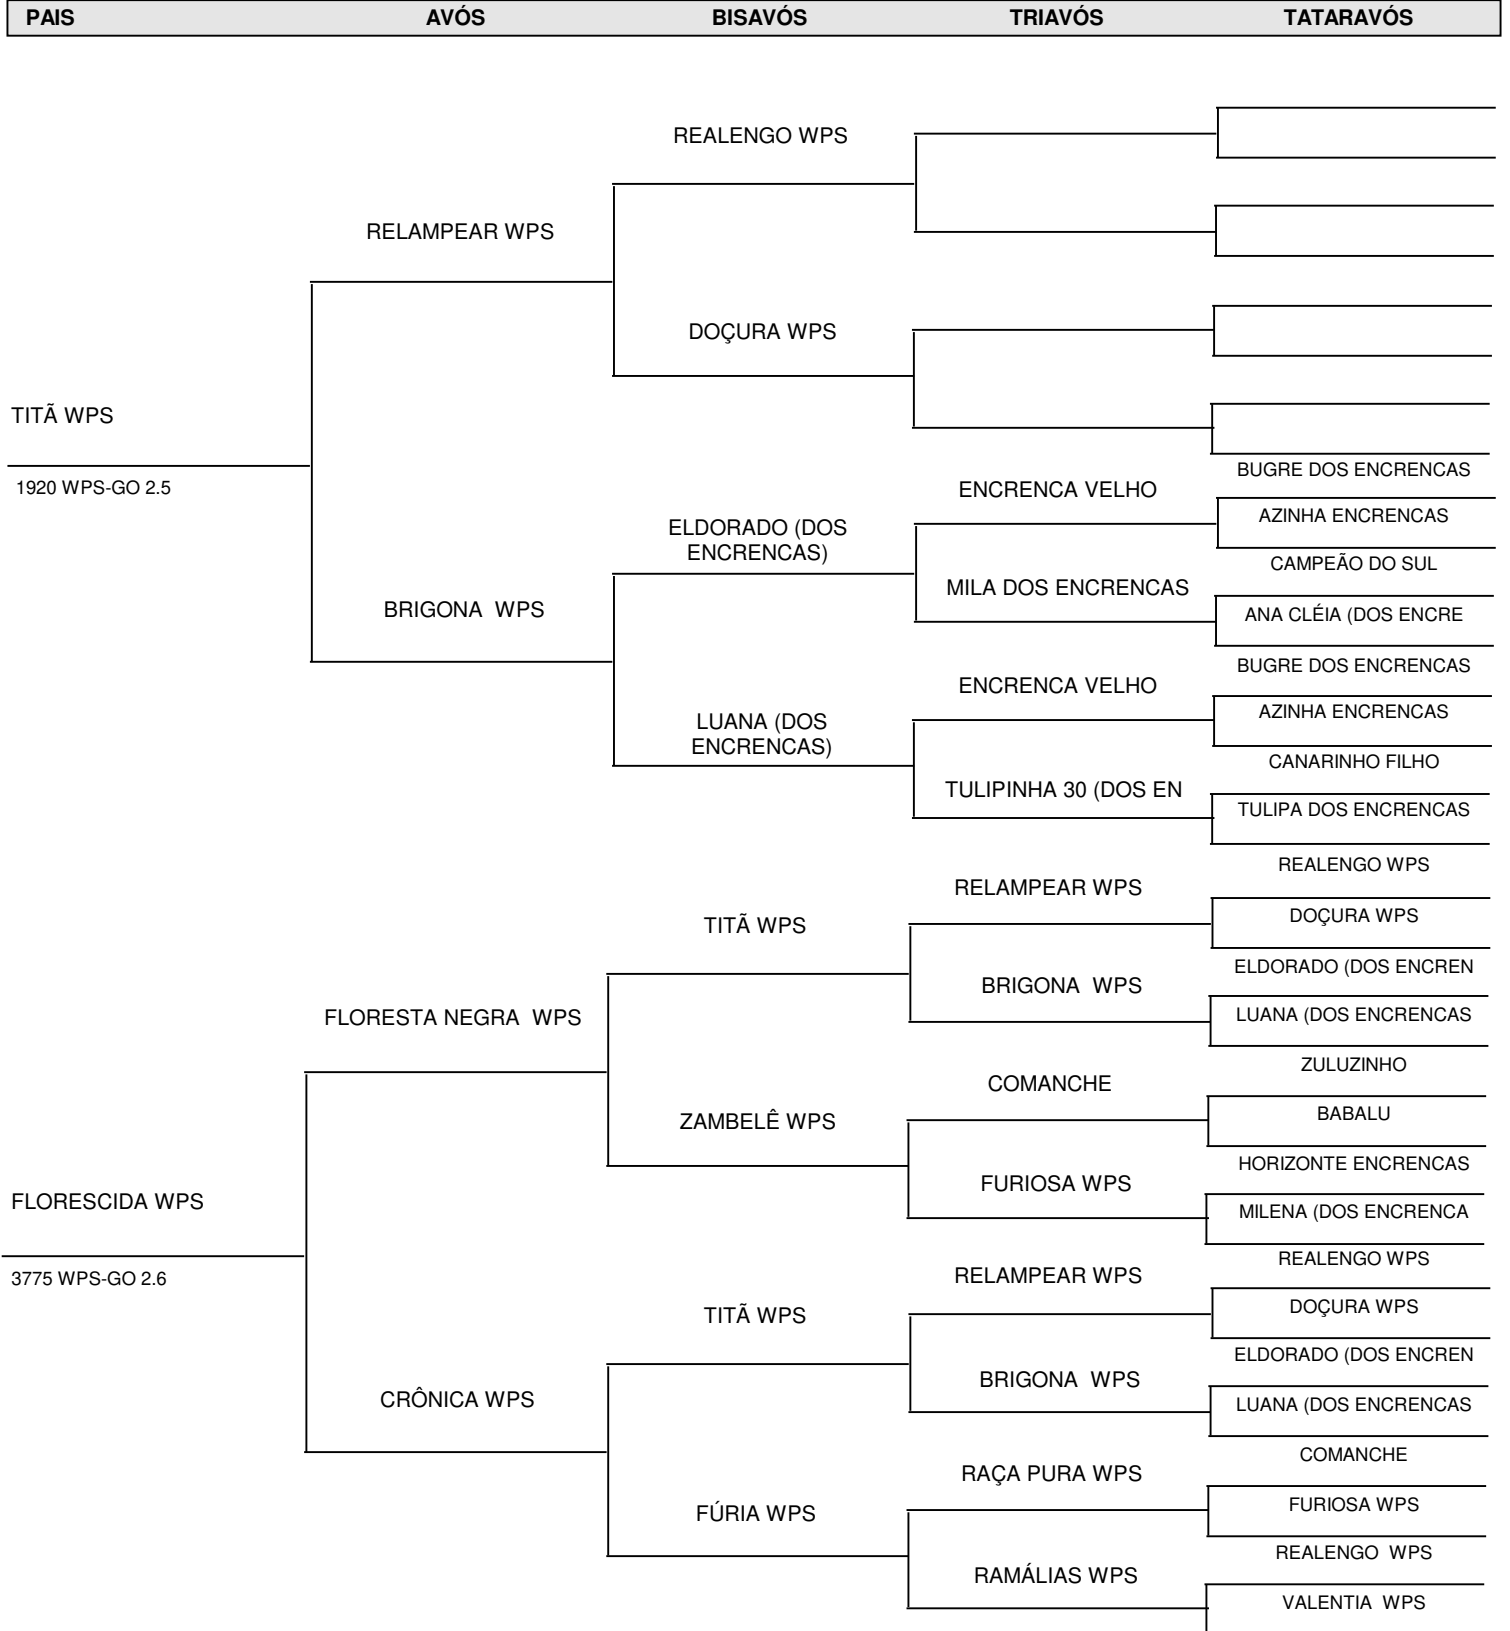 PAIS AVÓS BISAVÓS TRIAVÓS TATARAVÓS
REALENGO WPS
RELAMPEAR WPS
DOÇURA WPS
TITÃ WPS
1920 WPS-GO 2.5
BUGRE DOS ENCRENCAS
ENCRENCA VELHO
AZINHA ENCRENCAS
ELDORADO (DOS
ENCRENCAS)
CAMPEÃO DO SUL
MILA DOS ENCRENCAS
BRIGONA  WPS
ANA CLÉIA (DOS ENCRE
BUGRE DOS ENCRENCAS
ENCRENCA VELHO
AZINHA ENCRENCAS
LUANA (DOS
ENCRENCAS)
CANARINHO FILHO
TULIPINHA 30 (DOS EN
TULIPA DOS ENCRENCAS
REALENGO WPS
RELAMPEAR WPS
DOÇURA WPS
TITÃ WPS
ELDORADO (DOS ENCREN
BRIGONA  WPS
LUANA (DOS ENCRENCAS
FLORESTA NEGRA  WPS
ZULUZINHO
COMANCHE
BABALU
ZAMBELÊ WPS
HORIZONTE ENCRENCAS
FURIOSA WPS
MILENA (DOS ENCRENCA
FLORESCIDA WPS
3775 WPS-GO 2.6
REALENGO WPS
RELAMPEAR WPS
DOÇURA WPS
TITÃ WPS
ELDORADO (DOS ENCREN
BRIGONA  WPS
LUANA (DOS ENCRENCAS
CRÔNICA WPS
COMANCHE
RAÇA PURA WPS
FURIOSA WPS
FÚRIA WPS
REALENGO  WPS
RAMÁLIAS WPS
VALENTIA  WPS